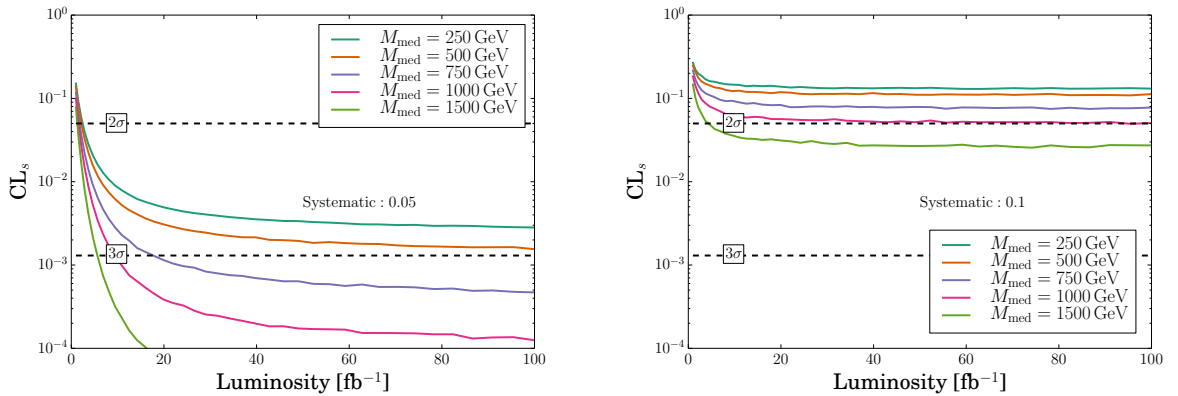 10^0
10^−1
10^−2
10^−3
10^−4
CL_s
0
20
40
60
80
100
Luminosity [fb^−1]
M_med = 250 GeV
M_med = 500 GeV
M_med = 750 GeV
M_med = 1000 GeV
M_med = 1500 GeV
2σ
Systematic : 0.05
3σ
10^0
10^−1
10^−2
10^−3
10^−4
CL_s
0
20
40
60
80
100
Luminosity [fb^−1]
2σ
Systematic : 0.1
3σ
M_med = 250 GeV
M_med = 500 GeV
M_med = 750 GeV
M_med = 1000 GeV
M_med = 1500 GeV